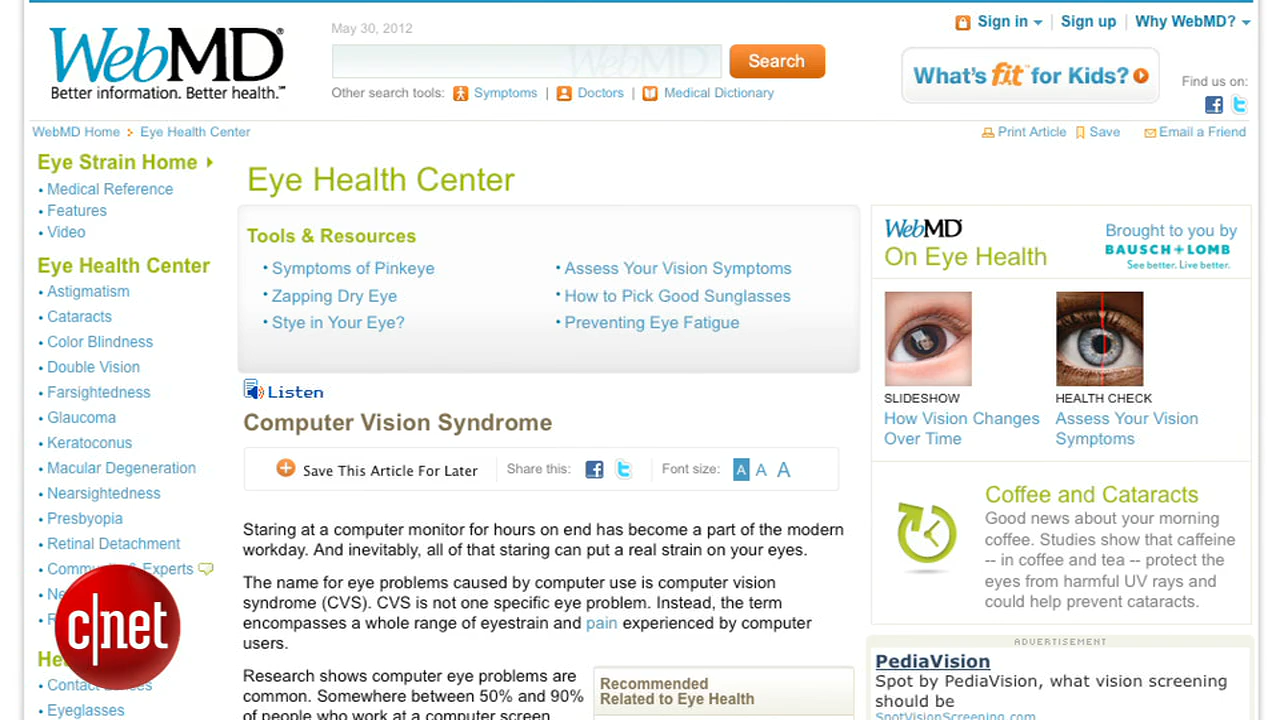 May 30, 2012
Sign in | Sign up | Why WebMD?
WebMD
Better information. Better health.™
WebMD
Search
What's fit for Kids?
Find us on:
Other search tools: Symptoms | Doctors | Medical Dictionary
WebMD Home Eye Health Center
Print Article Save Email a Friend
Eye Strain Home
• Medical Reference
• Features
• Video
Eye Health Center
• Astigmatism
• Cataracts
• Color Blindness
• Double Vision
• Farsightedness
• Glaucoma
• Keratoconus
• Macular Degeneration
• Nearsightedness
• Presbyopia
• Retinal Detachment
Experts
c|net
• Eyeglasses
Eye Health Center
Tools & Resources
• Symptoms of Pinkeye
• Zapping Dry Eye
• Stye in Your Eye?
• Assess Your Vision Symptoms
• How to Pick Good Sunglasses
• Preventing Eye Fatigue
Listen
Computer Vision Syndrome
Save This Article For Later Share this: Font size: A A A
Staring at a computer monitor for hours on end has become a part of the modern
workday. And inevitably, all of that staring can put a real strain on your eyes.
The name for eye problems caused by computer use is computer vision
syndrome (CVS). CVS is not one specific eye problem. Instead, the term
encompasses a whole range of eyestrain and pain experienced by computer
users.
Research shows computer eye problems are
common. Somewhere between 50% and 90%
of people who work at a computer screen
Recommended
Related to Eye Health
WebMD
On Eye Health
Brought to you by
BAUSCH + LOMB
See better. Live better.
SLIDESHOW
How Vision Changes
Over Time
HEALTH CHECK
Assess Your Vision
Symptoms
Coffee and Cataracts
Good news about your morning
coffee. Studies show that caffeine
-- in coffee and tea -- protect the
eyes from harmful UV rays and
could help prevent cataracts.
ADVERTISEMENT
PediaVision
Spot by PediaVision, what vision screening
should be
SpotVisionScreening.com